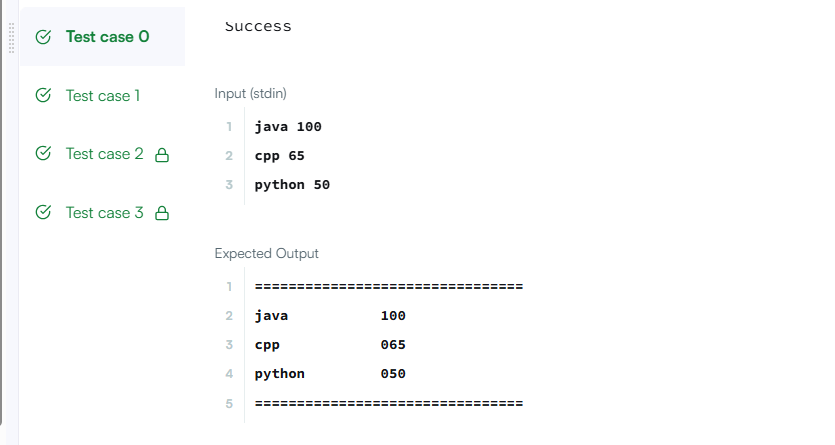 Test case 0
Test case 1
Test case 2
Test case 3
Success
Input (stdin)
1 java 100
2 cpp 65
3 python 50
Expected Output
1 ================================
2 java           100
3 cpp            065
4 python         050
5 ================================